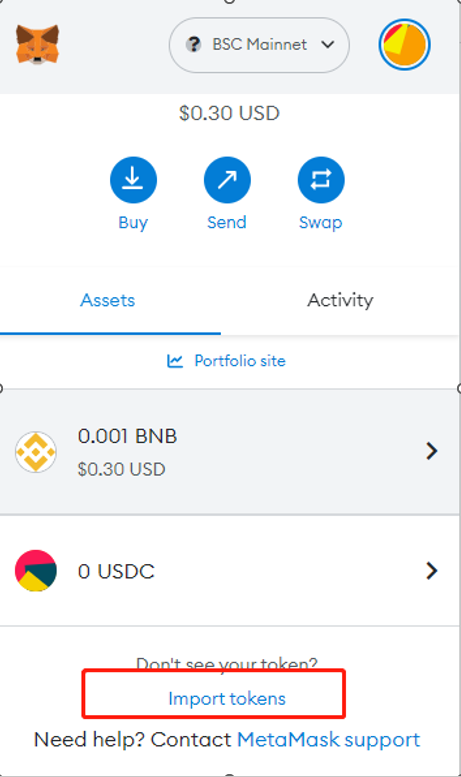 BSC Mainnet
$0.30 USD
Buy Send Swap
Assets Activity
Portfolio site
0.001 BNB
$0.30 USD
0 USDC
Don't see your token?
Import tokens
Need help? Contact MetaMask support